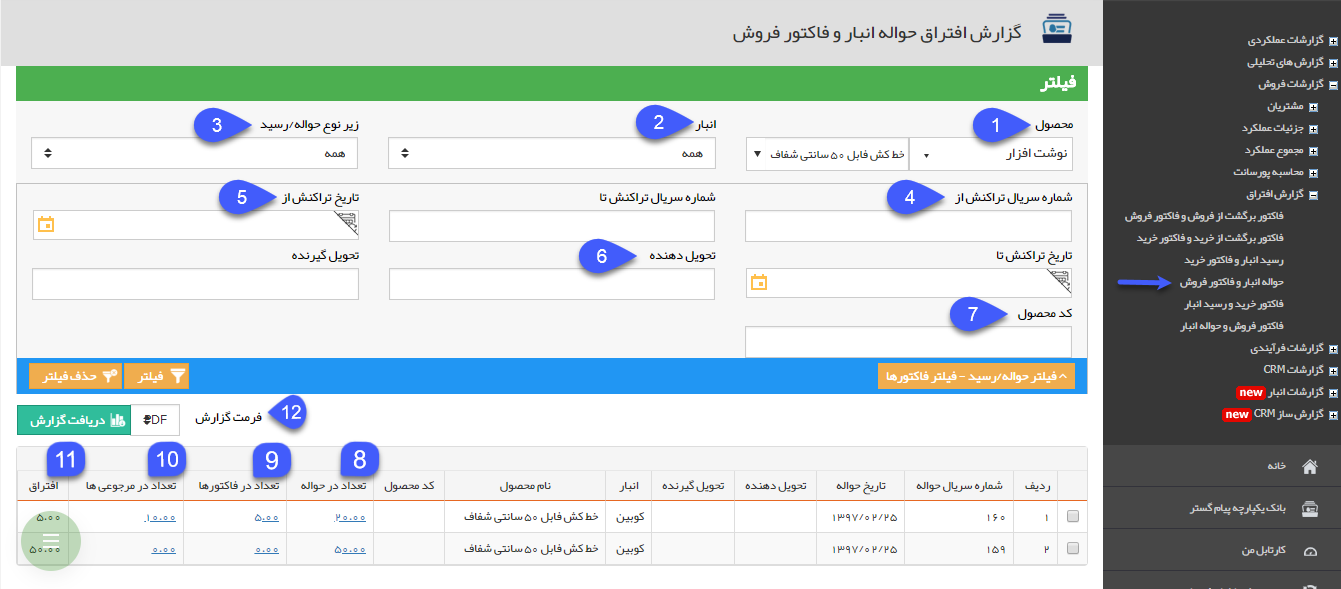 گزارش افتراق حواله انبار و فاکتور فروش
فیلتر
محصول 1
انبار 2
زیر نوع حواله/رسید 3
نوشت افزار
خط کش فابل ۵۰ سانتی شفاف
همه
همه
شماره سریال تراکنش از 4
شماره سریال تراکنش تا
تاریخ تراکنش از 5
تاریخ تراکنش تا
تحویل دهنده 6
تحویل گیرنده
کد محصول 7
فیلتر حواله/رسید - فیلتر فاکتورها
فیلتر
حذف فیلتر
12 فرمت گزارش
PDF
دریافت گزارش
8 9 10 11
ردیف شماره سریال حواله تاریخ حواله تحویل دهنده تحویل گیرنده انبار نام محصول کد محصول تعداد در حواله تعداد در فاکتورها تعداد در مرجوعی ها افتراق
۱ ۱۶۰ ۱۳۹۷/۰۲/۲۵ کوبین خط کش فابل ۵۰ سانتی شفاف ۲۰.۰۰ ۵.۰۰ ۱۰.۰۰ ۵.۰۰
۲ ۱۵۹ ۱۳۹۷/۰۲/۲۵ کوبین خط کش فابل ۵۰ سانتی شفاف ۵۰.۰۰ ۰.۰۰ ۰.۰۰ ۵۰.۰۰
گزارشات عملکردی
گزارش های تحلیلی
گزارشات فروش
مشتریان
جزئیات عملکرد
مجموع عملکرد
محاسبه پورسانت
گزارش افتراق
فاکتور برگشت از فروش و فاکتور فروش
فاکتور برگشت از خرید و فاکتور خرید
رسید انبار و فاکتور خرید
حواله انبار و فاکتور فروش
فاکتور خرید و رسید انبار
فاکتور فروش و حواله انبار
گزارشات فرآیندی
گزارشات CRM
گزارشات انبار new
گزارش ساز CRM new
خانه
بانک یکپارچه پیام گستر
کارتابل من